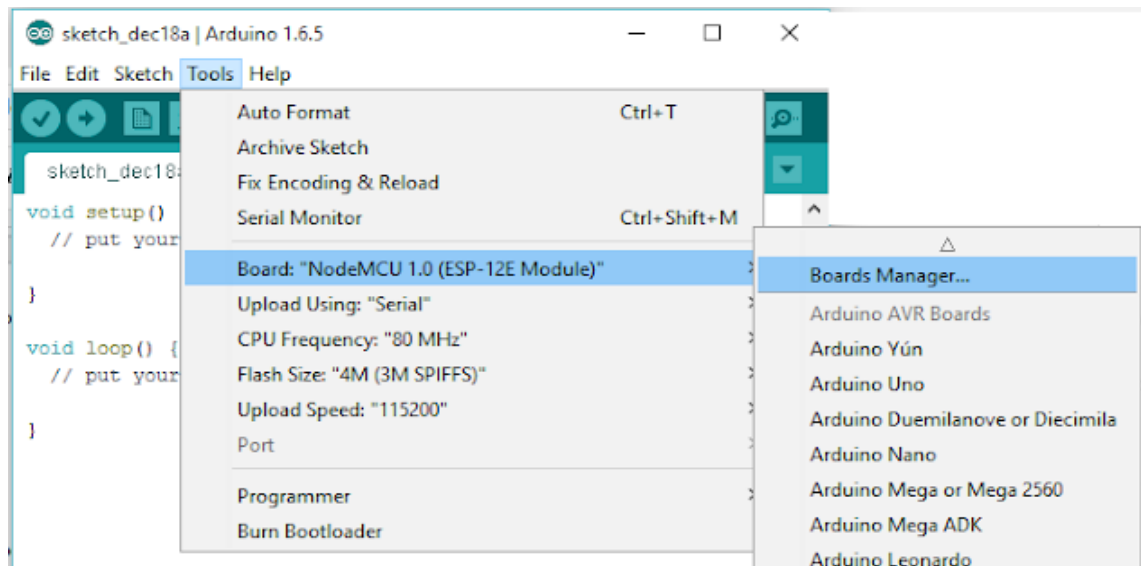 sketch_dec18a | Arduino 1.6.5
File Edit Sketch Tools Help
sketch_dec18a
void setup()
// put your
}
void loop() {
// put your
}
Auto Format Ctrl+T
Archive Sketch
Fix Encoding & Reload
Serial Monitor Ctrl+Shift+M
Board: "NodeMCU 1.0 (ESP-12E Module)"
Upload Using: "Serial"
CPU Frequency: "80 MHz"
Flash Size: "4M (3M SPIFFS)"
Upload Speed: "115200"
Port
Programmer
Burn Bootloader
Boards Manager...
Arduino AVR Boards
Arduino Yún
Arduino Uno
Arduino Duemilanove or Diecimila
Arduino Nano
Arduino Mega or Mega 2560
Arduino Mega ADK
Arduino Leonardo